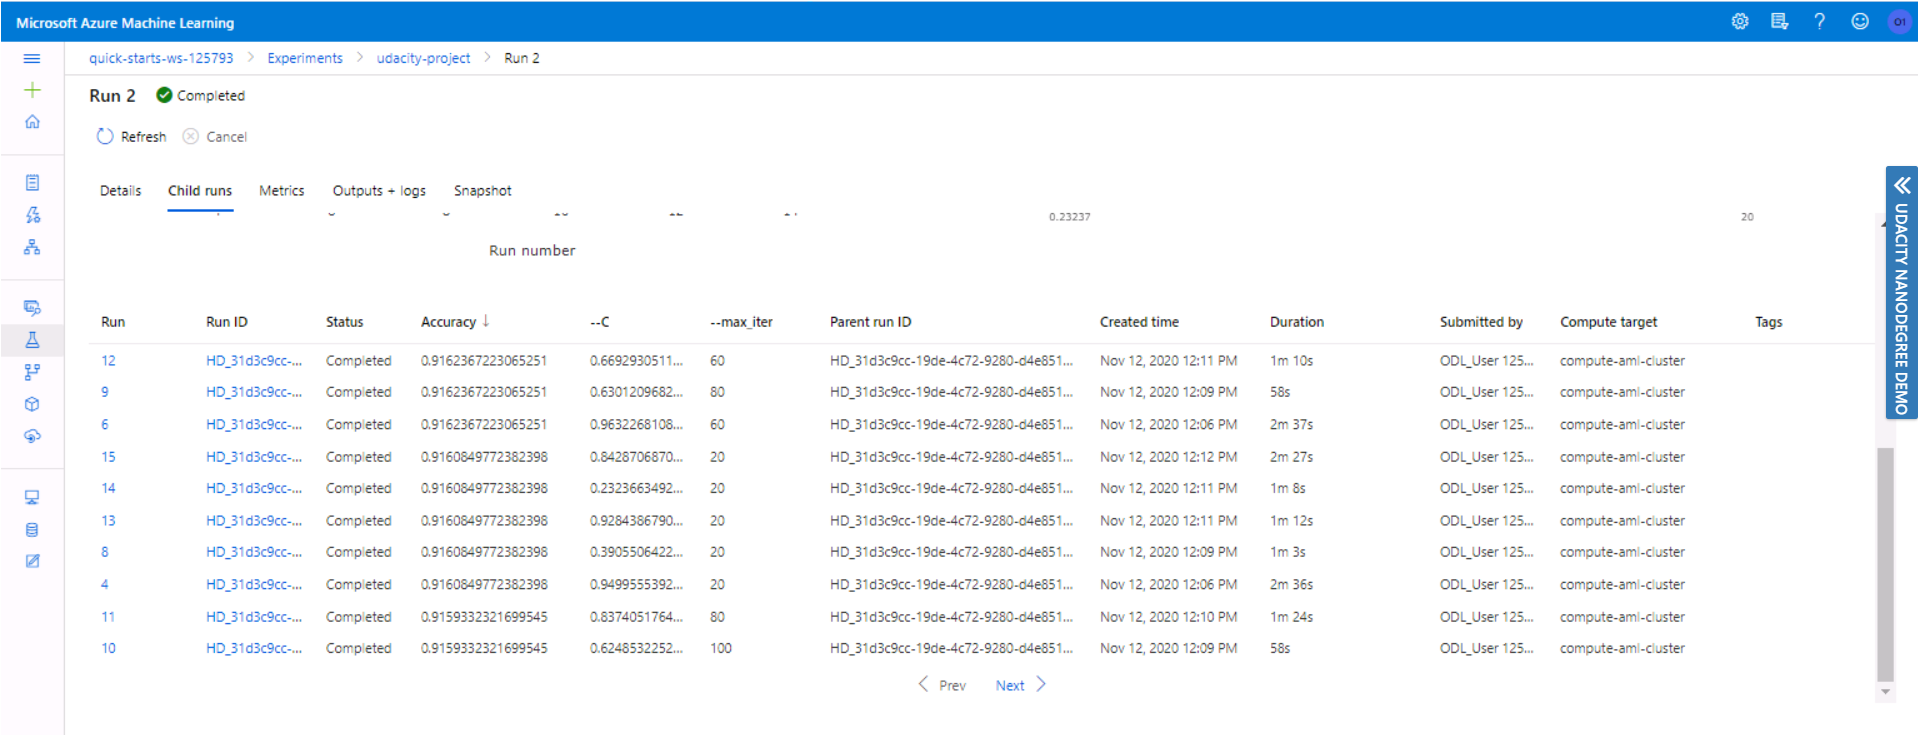 Microsoft Azure Machine Learning
O1
quick-starts-ws-125793 > Experiments > udacity-project > Run 2
Run 2 Completed
Refresh Cancel
Details Child runs Metrics Outputs + logs Snapshot
0.23237 20
Run number
Run Run ID Status Accuracy ↓ --C --max_iter Parent run ID Created time Duration Submitted by Compute target Tags
12 HD_31d3c9cc-... Completed 0.9162367223065251 0.6692930511... 60 HD_31d3c9cc-19de-4c72-9280-d4e851... Nov 12, 2020 12:11 PM 1m 10s ODL_User 125... compute-aml-cluster
9 HD_31d3c9cc-... Completed 0.9162367223065251 0.6301209682... 80 HD_31d3c9cc-19de-4c72-9280-d4e851... Nov 12, 2020 12:09 PM 58s ODL_User 125... compute-aml-cluster
6 HD_31d3c9cc-... Completed 0.9162367223065251 0.9632268108... 60 HD_31d3c9cc-19de-4c72-9280-d4e851... Nov 12, 2020 12:06 PM 2m 37s ODL_User 125... compute-aml-cluster
15 HD_31d3c9cc-... Completed 0.9160849772382398 0.8428706870... 20 HD_31d3c9cc-19de-4c72-9280-d4e851... Nov 12, 2020 12:12 PM 2m 27s ODL_User 125... compute-aml-cluster
14 HD_31d3c9cc-... Completed 0.9160849772382398 0.2323663492... 20 HD_31d3c9cc-19de-4c72-9280-d4e851... Nov 12, 2020 12:11 PM 1m 8s ODL_User 125... compute-aml-cluster
13 HD_31d3c9cc-... Completed 0.9160849772382398 0.9284386790... 20 HD_31d3c9cc-19de-4c72-9280-d4e851... Nov 12, 2020 12:11 PM 1m 12s ODL_User 125... compute-aml-cluster
8 HD_31d3c9cc-... Completed 0.9160849772382398 0.3905506422... 20 HD_31d3c9cc-19de-4c72-9280-d4e851... Nov 12, 2020 12:09 PM 1m 3s ODL_User 125... compute-aml-cluster
4 HD_31d3c9cc-... Completed 0.9160849772382398 0.9499555392... 20 HD_31d3c9cc-19de-4c72-9280-d4e851... Nov 12, 2020 12:06 PM 2m 36s ODL_User 125... compute-aml-cluster
11 HD_31d3c9cc-... Completed 0.9159332321699545 0.8374051764... 80 HD_31d3c9cc-19de-4c72-9280-d4e851... Nov 12, 2020 12:10 PM 1m 24s ODL_User 125... compute-aml-cluster
10 HD_31d3c9cc-... Completed 0.9159332321699545 0.6248532252... 100 HD_31d3c9cc-19de-4c72-9280-d4e851... Nov 12, 2020 12:09 PM 58s ODL_User 125... compute-aml-cluster
< Prev Next >
UDACITY NANODEGREE DEMO